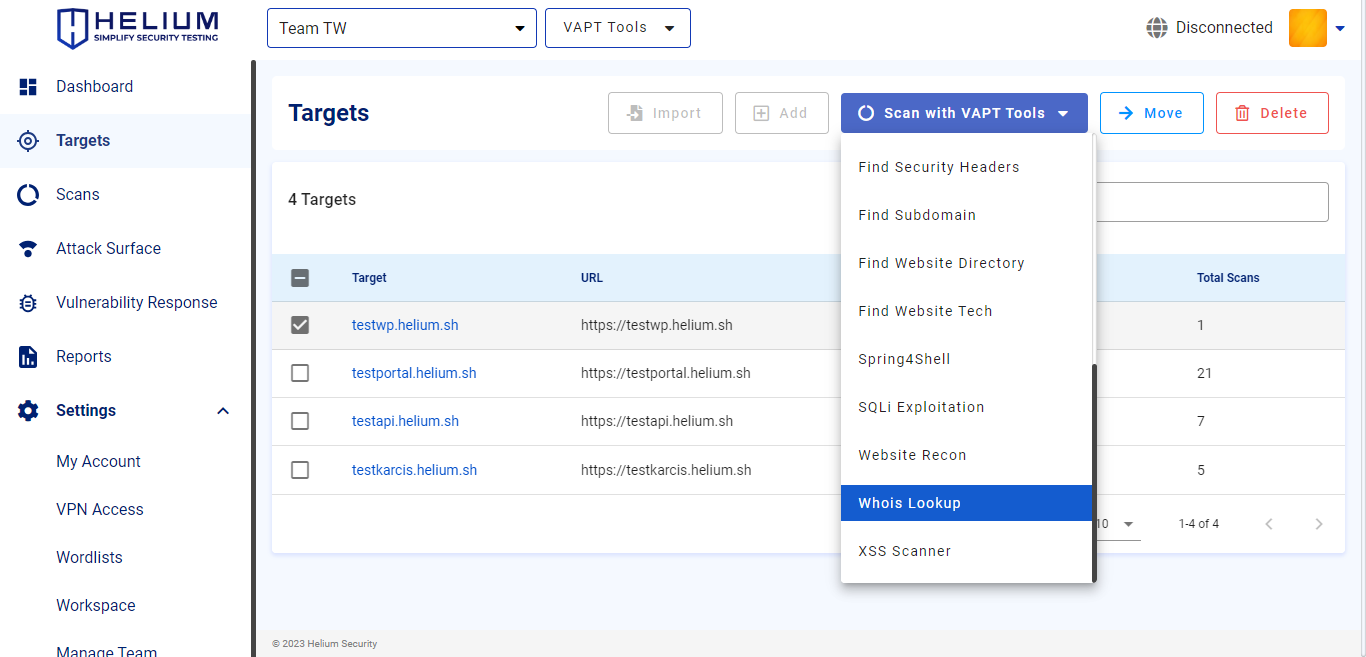 HELIUM
SIMPLIFY SECURITY TESTING
Team TW
VAPT Tools
Disconnected
Dashboard
Targets
Scans
Attack Surface
Vulnerability Response
Reports
Settings
My Account
VPN Access
Wordlists
Workspace
Manage Team
Targets
Import
Add
Scan with VAPT Tools
Move
Delete
Find Security Headers
Find Subdomain
Find Website Directory
Find Website Tech
Spring4Shell
SQLi Exploitation
Website Recon
Whois Lookup
XSS Scanner
4 Targets
Target URL Total Scans
testwp.helium.sh https://testwp.helium.sh 1
testportal.helium.sh https://testportal.helium.sh 21
testapi.helium.sh https://testapi.helium.sh 7
testkarcis.helium.sh https://testkarcis.helium.sh 5
10 1-4 of 4
© 2023 Helium Security